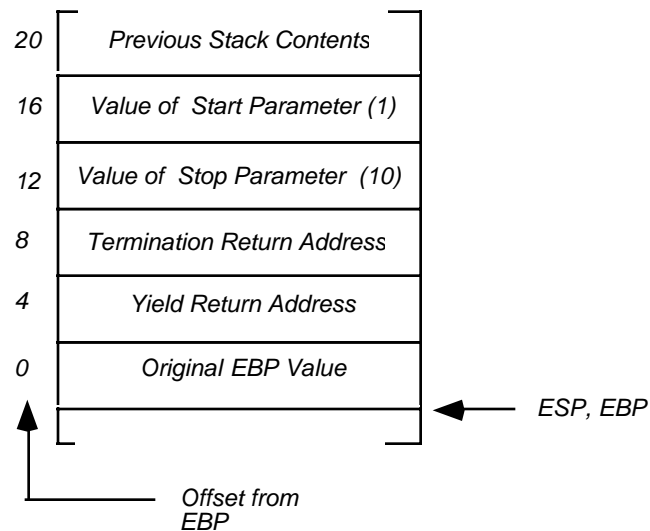 20 Previous Stack Contents
16 Value of Start Parameter (1)
12 Value of Stop Parameter (10)
8 Termination Return Address
4 Yield Return Address
0 Original EBP Value
ESP, EBP
Offset from
EBP